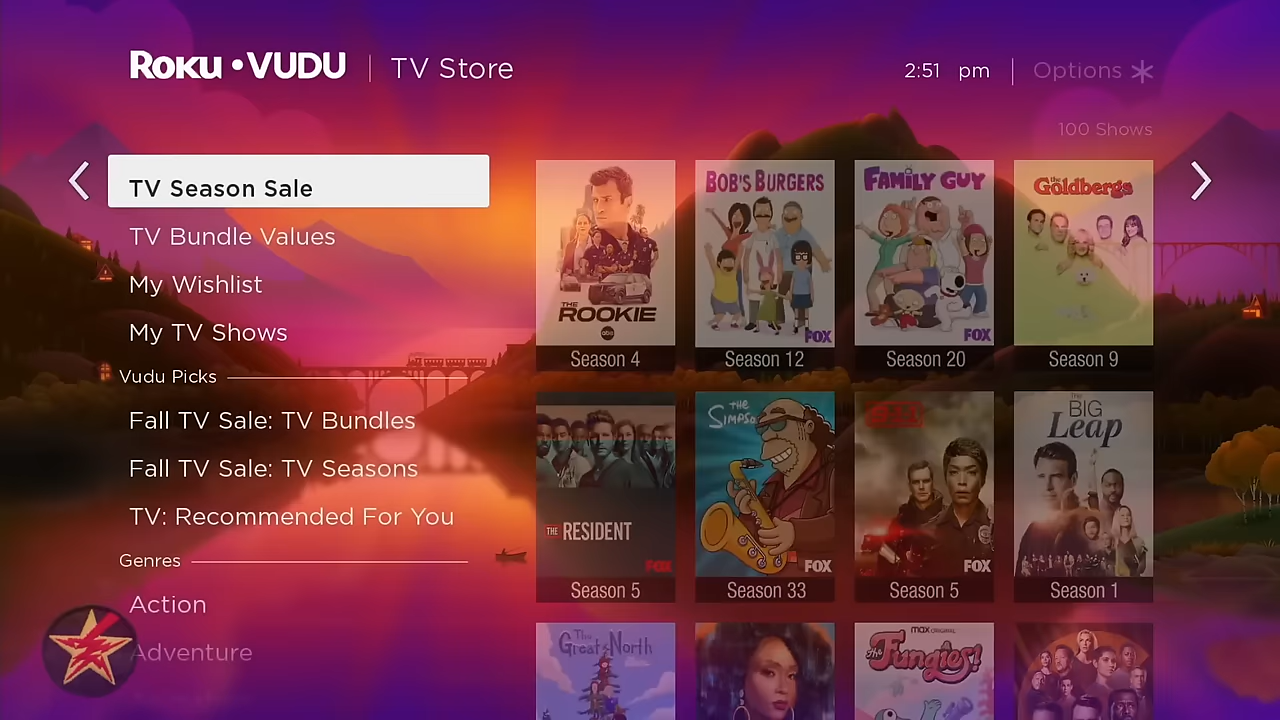 Roku • VUDU | TV Store
2:51 pm | Options
100 Shows
TV Season Sale
TV Bundle Values
My Wishlist
My TV Shows
Vudu Picks
Fall TV Sale: TV Bundles
Fall TV Sale: TV Seasons
TV: Recommended For You
Genres
Action
Adventure
THE
ROOKIE
abc
Season 4
BOB'S BURGERS
FOX
Season 12
FAMILY GUY
FOX
Season 20
the
Goldbergs
Season 9
THE RESIDENT
FOX
Season 5
THE
SIMPSO
FOX
Season 33
FOX
Season 5
The
BIG
Leap
Season 1
The
Great North
max ORIGINAL
the Fungies!